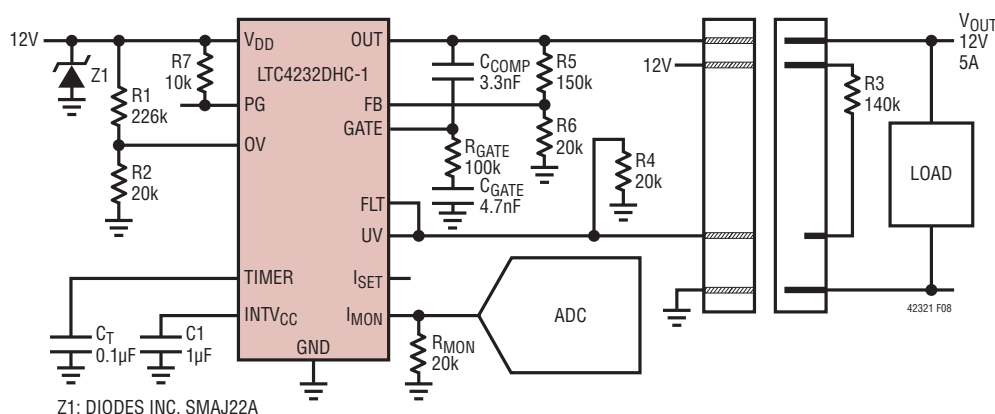 12V
Z1
R1
226k
R2
20k
R7
10k
VDD
PG
OV
TIMER
INTVCC
GND
LTC4232DHC-1
OUT
FB
GATE
FLT
UV
ISET
IMON
CT
0.1µF
C1
1µF
CCOMP
3.3nF
R5
150k
R6
20k
RGATE
100k
CGATE
4.7nF
R4
20k
RMON
20k
ADC
12V
R3
140k
LOAD
VOUT
12V
5A
42321 F08
Z1: DIODES INC. SMAJ22A